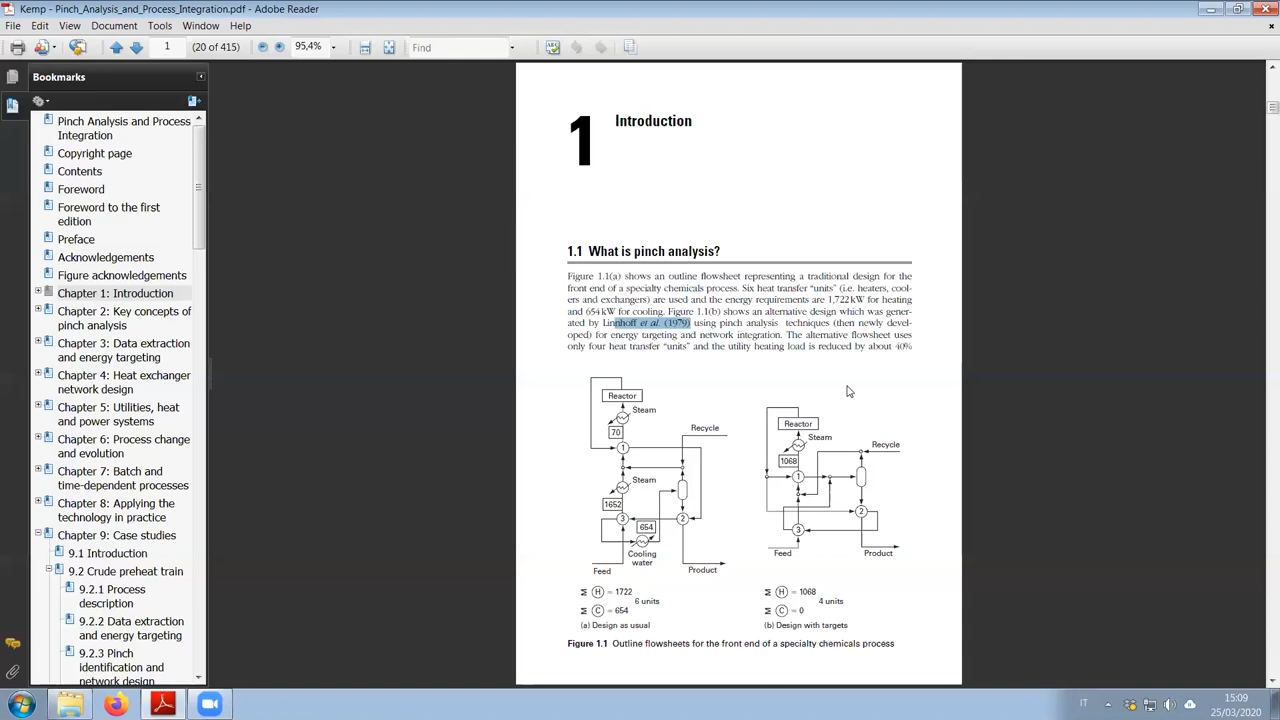 Kemp - Pinch_Analysis_and_Process_Integration.pdf - Adobe Reader
File Edit View Document Tools Window Help
1 (20 of 415) 95,4% Find
Bookmarks
Pinch Analysis and Process
Integration
Copyright page
Contents
Foreword
Foreword to the first
edition
Preface
Acknowledgements
Figure acknowledgements
Chapter 1: Introduction
Chapter 2: Key concepts of
pinch analysis
Chapter 3: Data extraction
and energy targeting
Chapter 4: Heat exchanger
network design
Chapter 5: Utilities, heat
and power systems
Chapter 6: Process change
and evolution
Chapter 7: Batch and
time-dependent processes
Chapter 8: Applying the
technology in practice
Chapter 9: Case studies
9.1 Introduction
9.2 Crude preheat train
9.2.1 Process
description
9.2.2 Data extraction
and energy targeting
9.2.3 Pinch
identification and
network design
1 Introduction
1.1 What is pinch analysis?
Figure 1.1(a) shows an outline flowsheet representing a traditional design for the
front end of a specialty chemicals process. Six heat transfer "units" (i.e. heaters, cool-
ers and exchangers) are used and the energy requirements are 1,722 kW for heating
and 654 kW for cooling. Figure 1.1(b) shows an alternative design which was gener-
ated by Linnhoff et al. (1979) using pinch analysis techniques (then newly devel-
oped) for energy targeting and network integration. The alternative flowsheet uses
only four heat transfer "units" and the utility heating load is reduced by about 40%
Reactor
Steam
70
Recycle
1
Steam
1652
3
654
2
Cooling
water
Feed
Product
Σ H = 1722
6 units
Σ C = 654
(a) Design as usual
Reactor
Steam
Recycle
1068
1
2
3
Feed
Product
Σ H = 1068
4 units
Σ C = 0
(b) Design with targets
Figure 1.1 Outline flowsheets for the front end of a specialty chemicals process
IT
15:09
25/03/2020